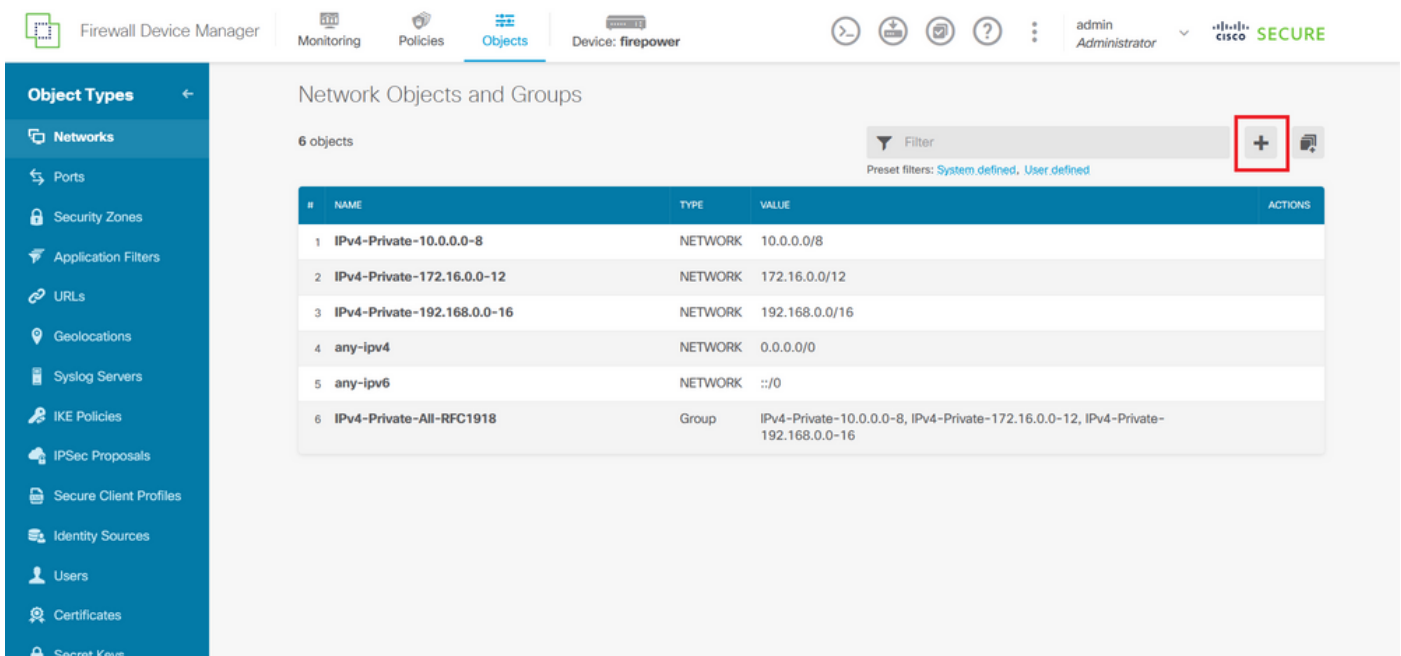 Firewall Device Manager
Monitoring
Policies
Objects
Device: firepower
admin
Administrator
cisco SECURE
Object Types
Networks
Ports
Security Zones
Application Filters
URLs
Geolocations
Syslog Servers
IKE Policies
IPSec Proposals
Secure Client Profiles
Identity Sources
Users
Certificates
Secret Keys
Network Objects and Groups
6 objects
Filter
Preset filters: System defined, User defined
# NAME TYPE VALUE ACTIONS
1 IPv4-Private-10.0.0.0-8 NETWORK 10.0.0.0/8
2 IPv4-Private-172.16.0.0-12 NETWORK 172.16.0.0/12
3 IPv4-Private-192.168.0.0-16 NETWORK 192.168.0.0/16
4 any-ipv4 NETWORK 0.0.0.0/0
5 any-ipv6 NETWORK ::/0
6 IPv4-Private-All-RFC1918 Group IPv4-Private-10.0.0.0-8, IPv4-Private-172.16.0.0-12, IPv4-Private-
192.168.0.0-16